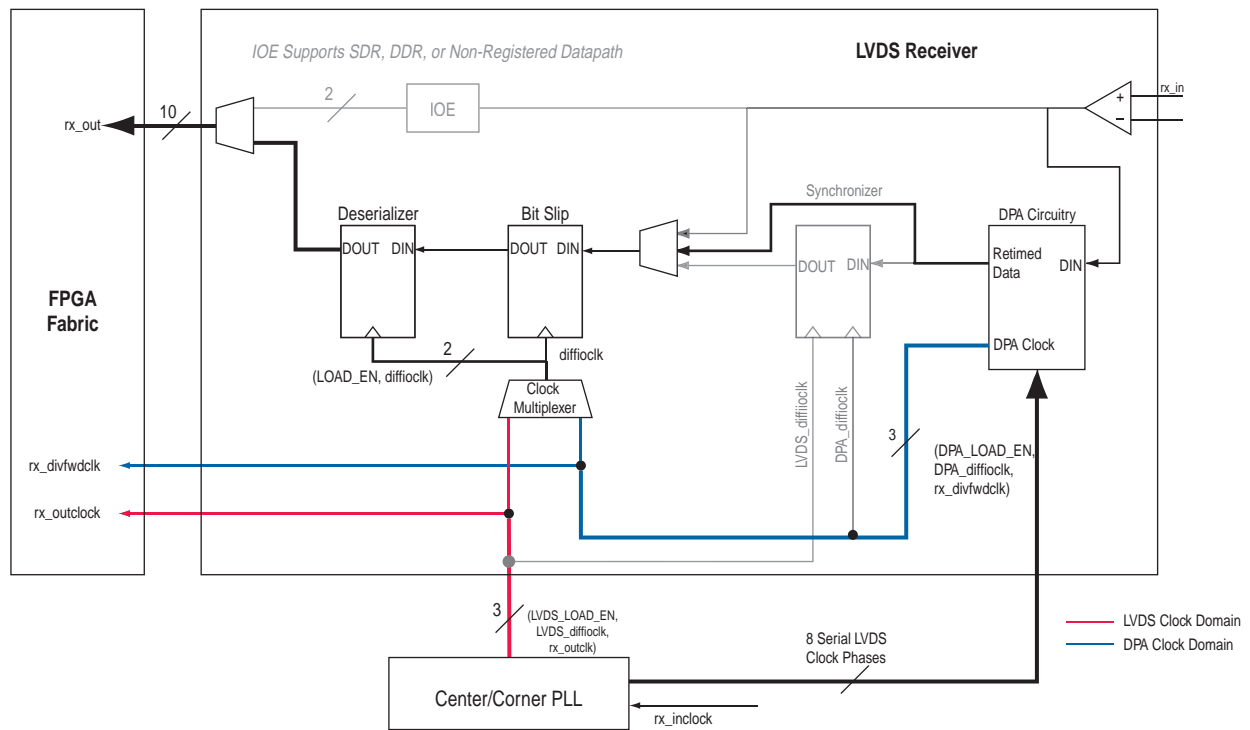 IOE Supports SDR, DDR, or Non-Registered Datapath
LVDS Receiver
2
IOE
+
–
rx_in
10
rx_out
Synchronizer
Deserializer
Bit Slip
DPA Circuitry
DOUT DIN
DOUT DIN
DOUT DIN
Retimed
Data
DIN
DPA Clock
FPGA
Fabric
2
diffioclk
(LOAD_EN, diffioclk)
Clock
Multiplexer
LVDS_diffiioclk
DPA_diffioclk
3
(DPA_LOAD_EN,
DPA_diffioclk,
rx_divfwdclk)
rx_divfwdclk
rx_outclock
3
(LVDS_LOAD_EN,
LVDS_diffioclk,
rx_outclk)
8 Serial LVDS
Clock Phases
LVDS Clock Domain
DPA Clock Domain
Center/Corner PLL
rx_inclock